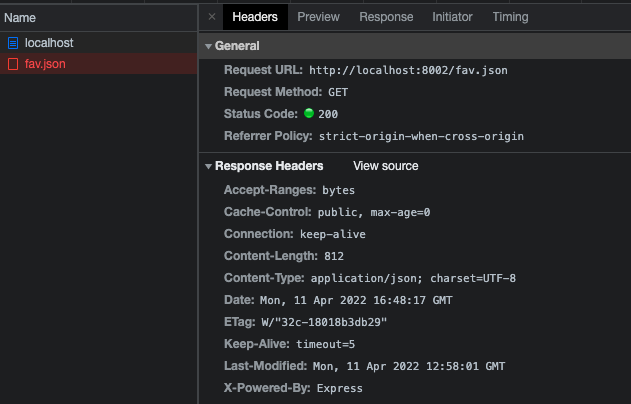 Name
localhost
fav.json
× Headers Preview Response Initiator Timing
General
Request URL: http://localhost:8002/fav.json
Request Method: GET
Status Code: 200
Referrer Policy: strict-origin-when-cross-origin
Response Headers View source
Accept-Ranges: bytes
Cache-Control: public, max-age=0
Connection: keep-alive
Content-Length: 812
Content-Type: application/json; charset=UTF-8
Date: Mon, 11 Apr 2022 16:48:17 GMT
ETag: W/"32c-18018b3db29"
Keep-Alive: timeout=5
Last-Modified: Mon, 11 Apr 2022 12:58:01 GMT
X-Powered-By: Express